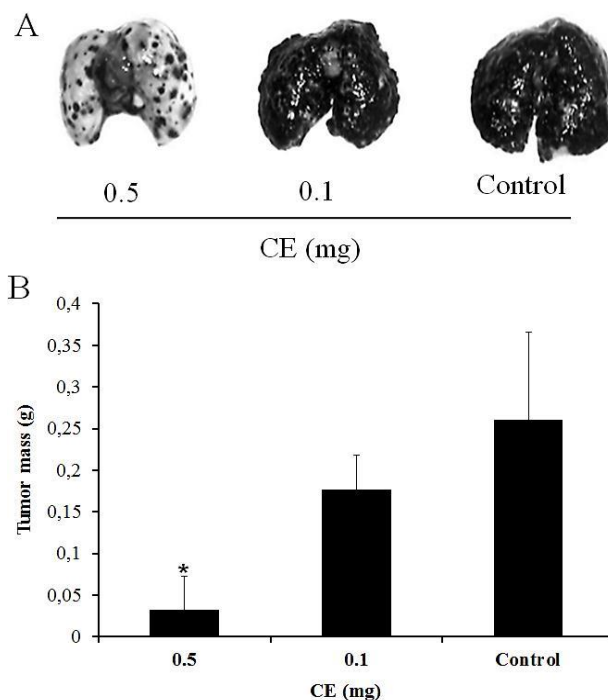 A
0.5 0.1 Control
CE (mg)
B
0,4
0,35
0,3
0,25
0,2
0,15
0,1
0,05
0
Tumor mass (g)
*
0.5 0.1 Control
CE (mg)